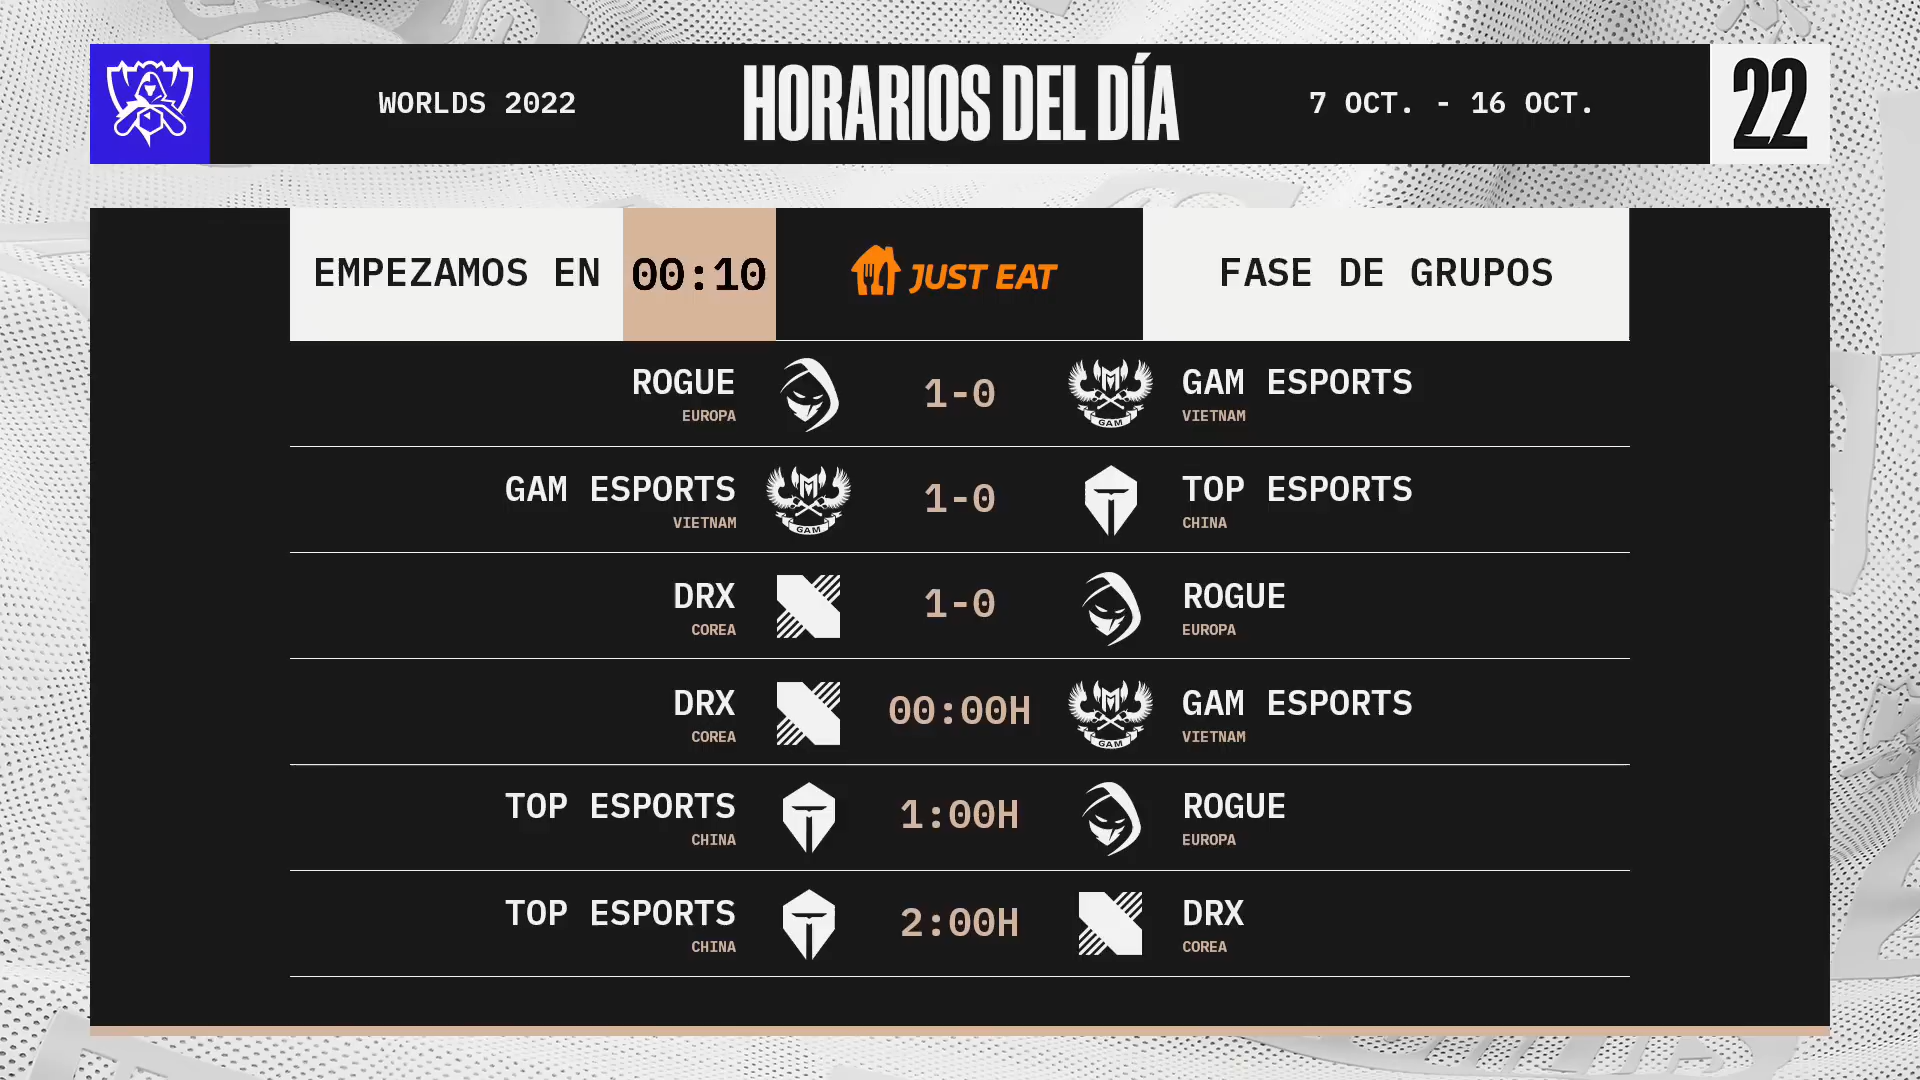 WORLDS 2022
HORARIOS DEL DÍA
7 OCT. - 16 OCT.
22
EMPEZAMOS EN
00:10
JUST EAT
FASE DE GRUPOS
ROGUE
EUROPA
1-0
GAM
GAM ESPORTS
VIETNAM
GAM ESPORTS
VIETNAM
GAM
1-0
TOP ESPORTS
CHINA
DRX
COREA
1-0
ROGUE
EUROPA
DRX
COREA
00:00H
GAM
GAM ESPORTS
VIETNAM
TOP ESPORTS
CHINA
1:00H
ROGUE
EUROPA
TOP ESPORTS
CHINA
2:00H
DRX
COREA